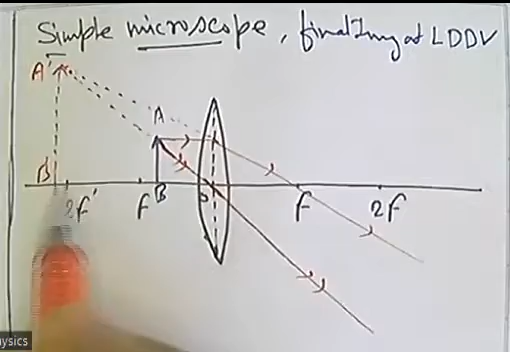 Simple microscope, final Img at LDDV
A'
A
B' 2F' F' B O F 2F
ysics